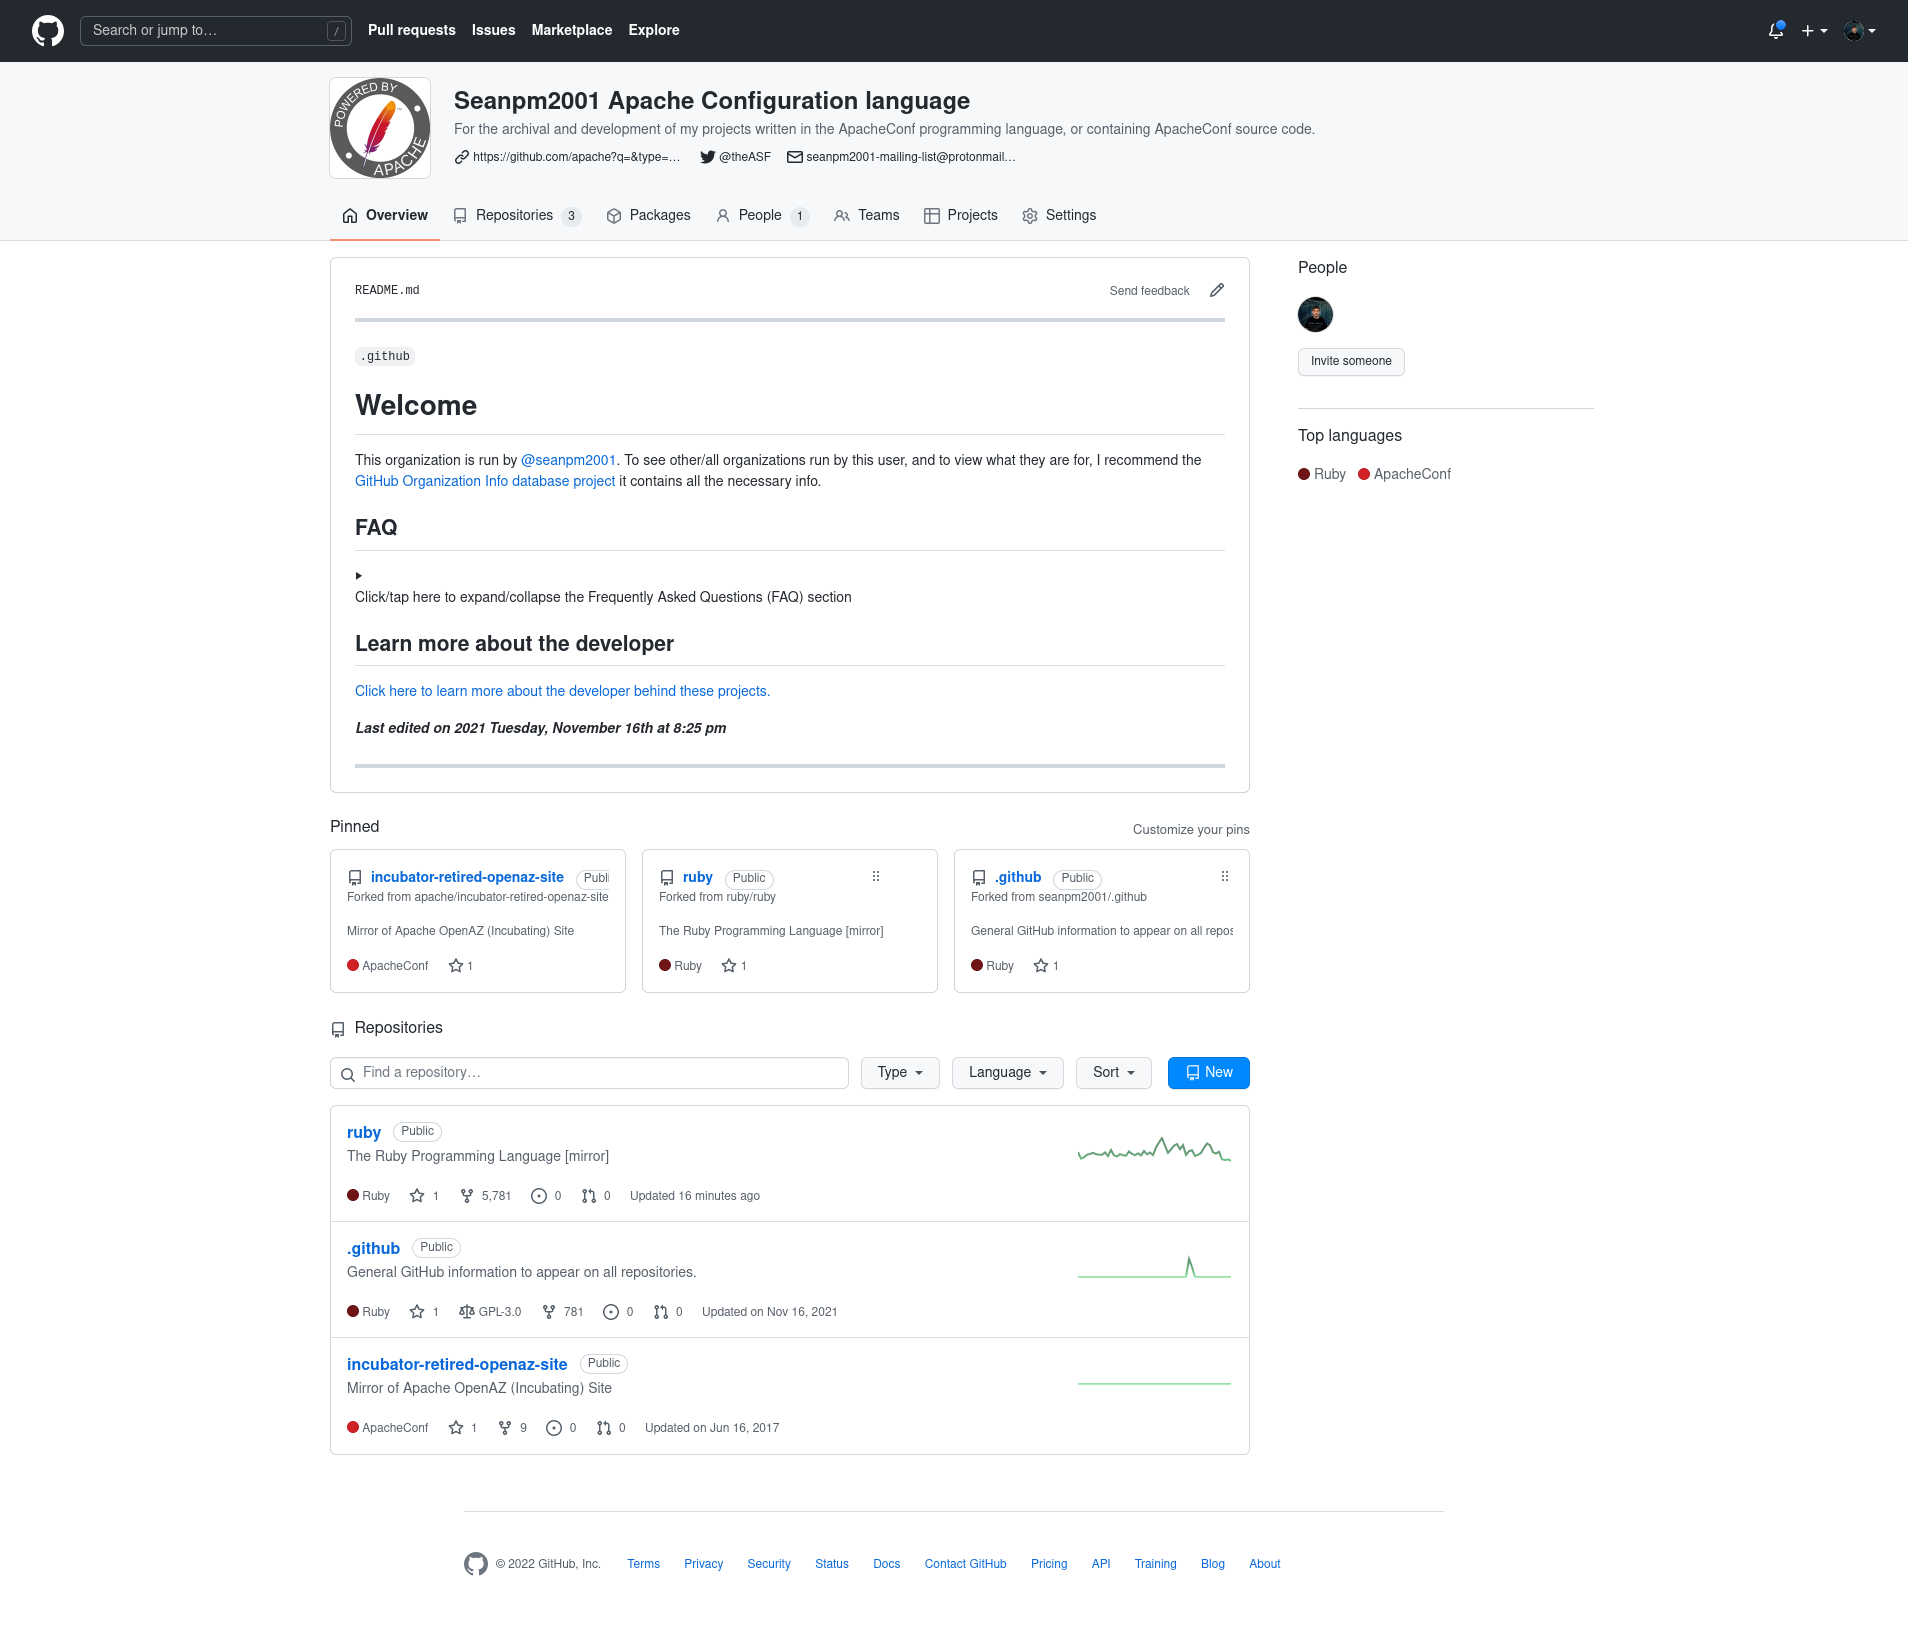 Search or jump to… /
Pull requests Issues Marketplace Explore
POWERED BY APACHE
Seanpm2001 Apache Configuration language
For the archival and development of my projects written in the ApacheConf programming language, or containing ApacheConf source code.
https://github.com/apache?q=&type=… @theASF seanpm2001-mailing-list@protonmail…
Overview Repositories 3 Packages People 1 Teams Projects Settings
README.md Send feedback
.github
Welcome
This organization is run by @seanpm2001. To see other/all organizations run by this user, and to view what they are for, I recommend the
GitHub Organization Info database project it contains all the necessary info.
FAQ
Click/tap here to expand/collapse the Frequently Asked Questions (FAQ) section
Learn more about the developer
Click here to learn more about the developer behind these projects.
Last edited on 2021 Tuesday, November 16th at 8:25 pm
People
Invite someone
Top languages
Ruby ApacheConf
Pinned Customize your pins
incubator-retired-openaz-site Publi
Forked from apache/incubator-retired-openaz-site
Mirror of Apache OpenAZ (Incubating) Site
ApacheConf 1
ruby Public
Forked from ruby/ruby
The Ruby Programming Language [mirror]
Ruby 1
.github Public
Forked from seanpm2001/.github
General GitHub information to appear on all repos
Ruby 1
Repositories
Find a repository… Type Language Sort New
ruby Public
The Ruby Programming Language [mirror]
Ruby 1 5,781 0 0 Updated 16 minutes ago
.github Public
General GitHub information to appear on all repositories.
Ruby 1 GPL-3.0 781 0 0 Updated on Nov 16, 2021
incubator-retired-openaz-site Public
Mirror of Apache OpenAZ (Incubating) Site
ApacheConf 1 9 0 0 Updated on Jun 16, 2017
© 2022 GitHub, Inc. Terms Privacy Security Status Docs Contact GitHub Pricing API Training Blog About